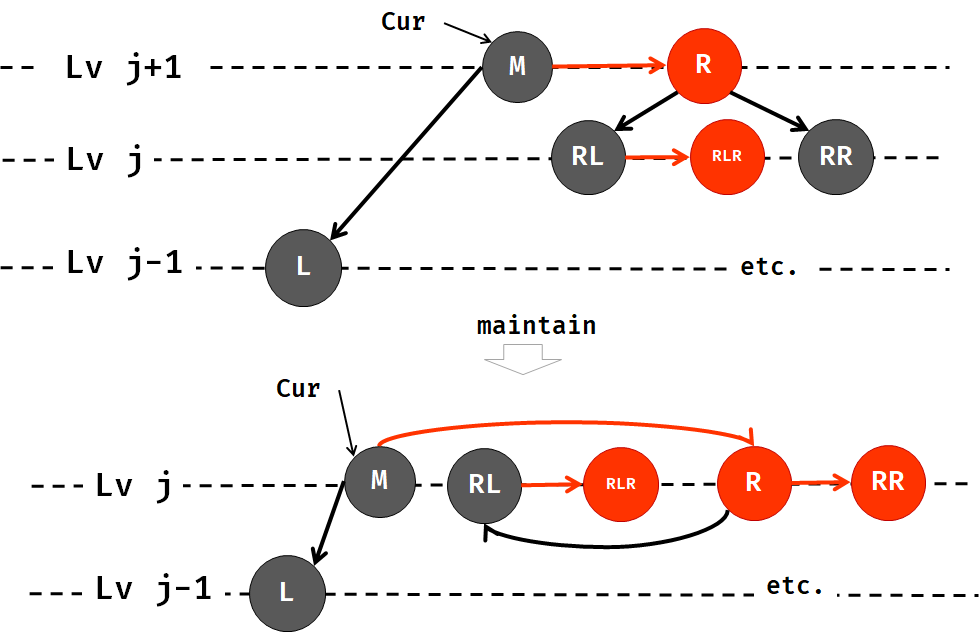 Cur
Lv j+1
M
R
Lv j
RL
RLR
RR
Lv j-1
L
etc.
maintain
Cur
Lv j
M
RL
RLR
R
RR
Lv j-1
L
etc.